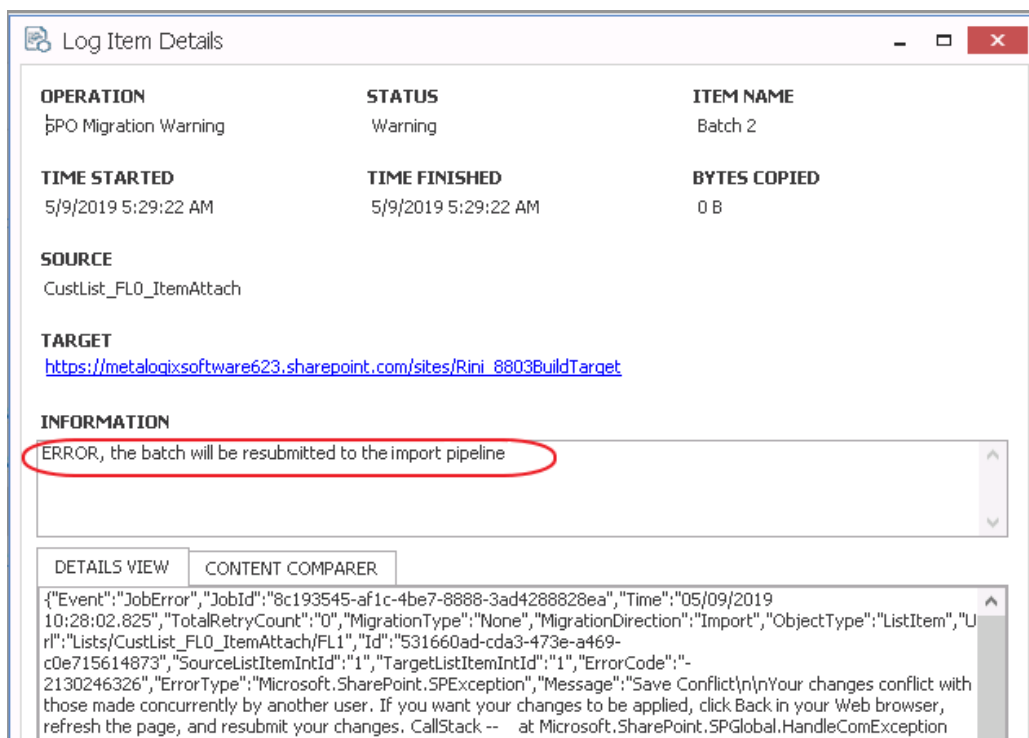 Log Item Details
OPERATION STATUS ITEM NAME
SPO Migration Warning Warning Batch 2
TIME STARTED TIME FINISHED BYTES COPIED
5/9/2019 5:29:22 AM 5/9/2019 5:29:22 AM 0 B
SOURCE
CustList_FL0_ItemAttach
TARGET
https://metalogixsoftware623.sharepoint.com/sites/Rini_8803BuildTarget
INFORMATION
ERROR, the batch will be resubmitted to the import pipeline
DETAILS VIEW CONTENT COMPARER
{"Event":"JobError","JobId":"8c193545-af1c-4be7-8888-3ad4288828ea","Time":"05/09/2019
10:28:02.825","TotalRetryCount":"0","MigrationType":"None","MigrationDirection":"Import","ObjectType":"ListItem","U
rl":"Lists/CustList_FL0_ItemAttach/FL1","Id":"531660ad-cda3-473e-a469-
c0e715614873","SourceListItemIntId":"1","TargetListItemIntId":"1","ErrorCode":"-
2130246326","ErrorType":"Microsoft.SharePoint.SPException","Message":"Save Conflict\n\nYour changes conflict with
those made concurrently by another user. If you want your changes to be applied, click Back in your Web browser,
refresh the page, and resubmit your changes. CallStack -- at Microsoft.SharePoint.SPGlobal.HandleComException